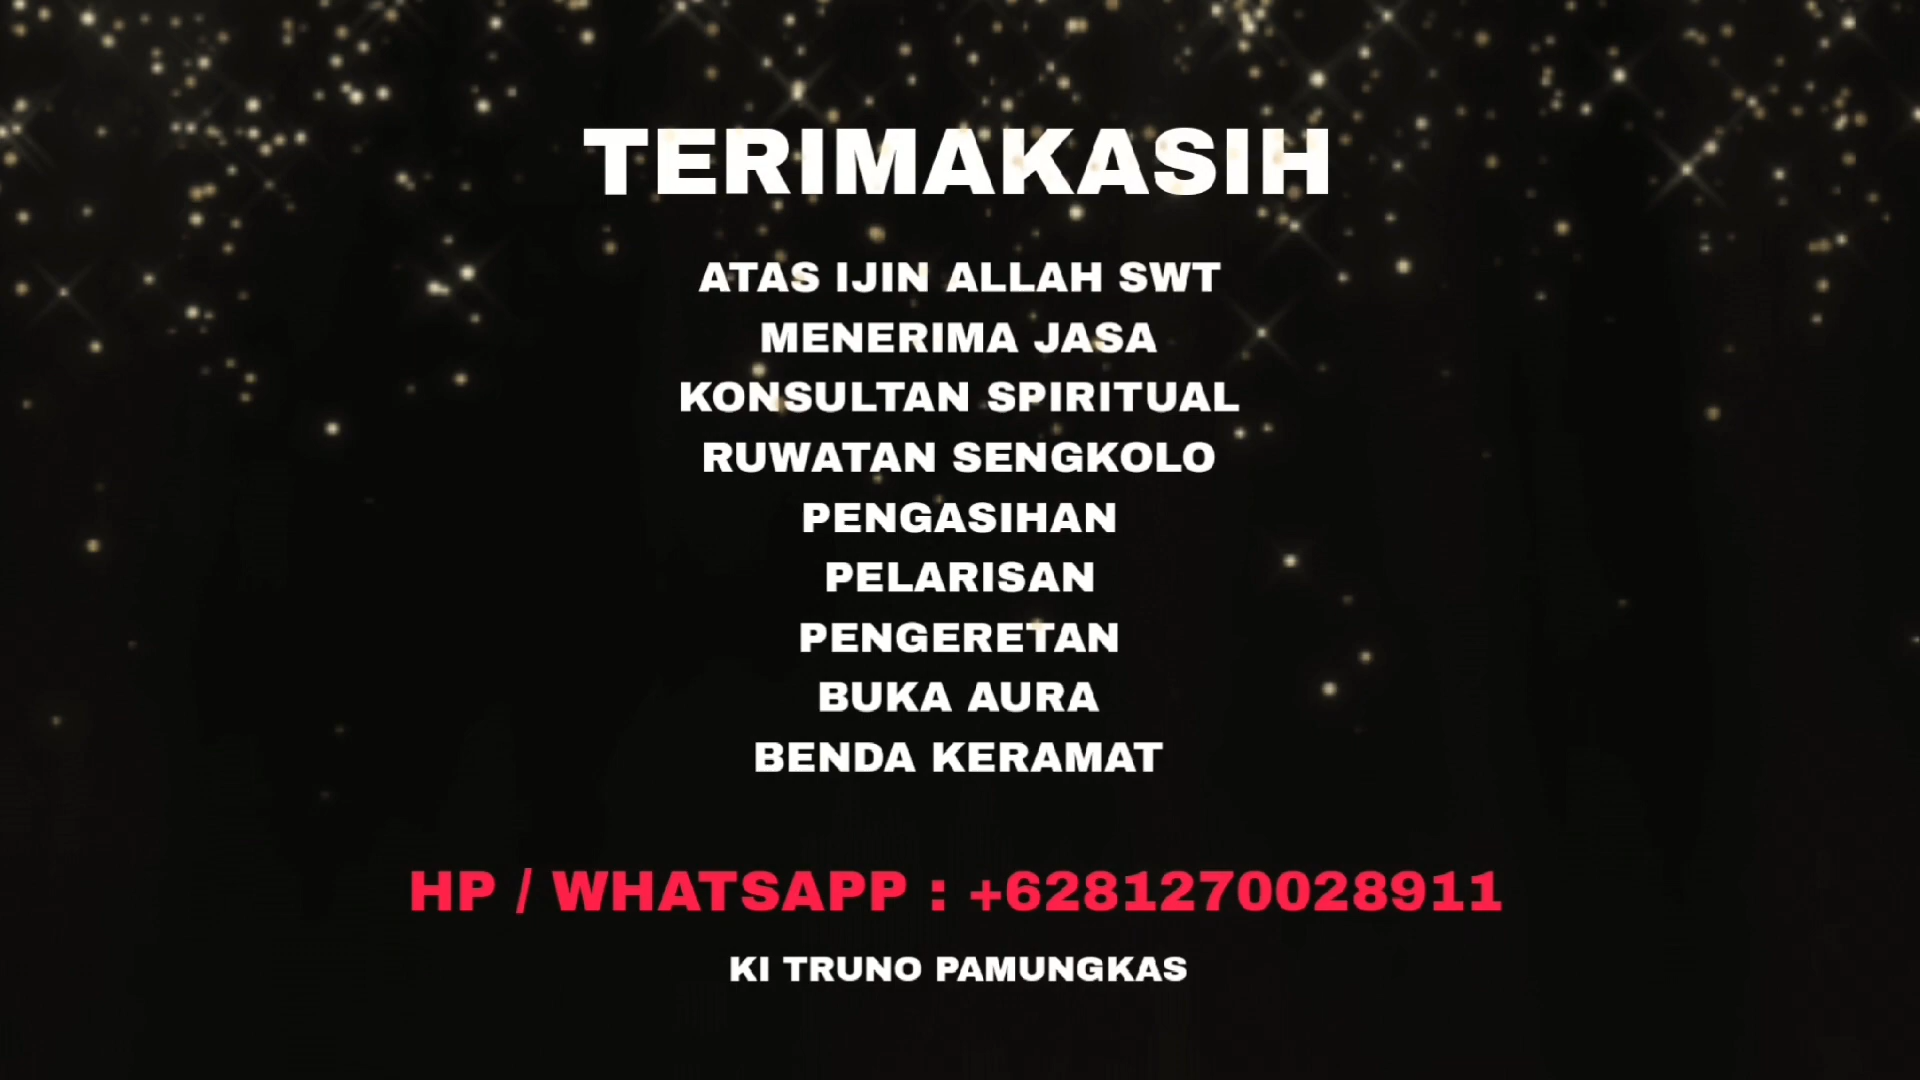 TERIMAKASIH
ATAS IJIN ALLAH SWT
MENERIMA JASA
KONSULTAN SPIRITUAL
RUWATAN SENGKOLO
PENGASIHAN
PELARISAN
PENGERETAN
BUKA AURA
BENDA KERAMAT
HP / WHATSAPP : +6281270028911
KI TRUNO PAMUNGKAS